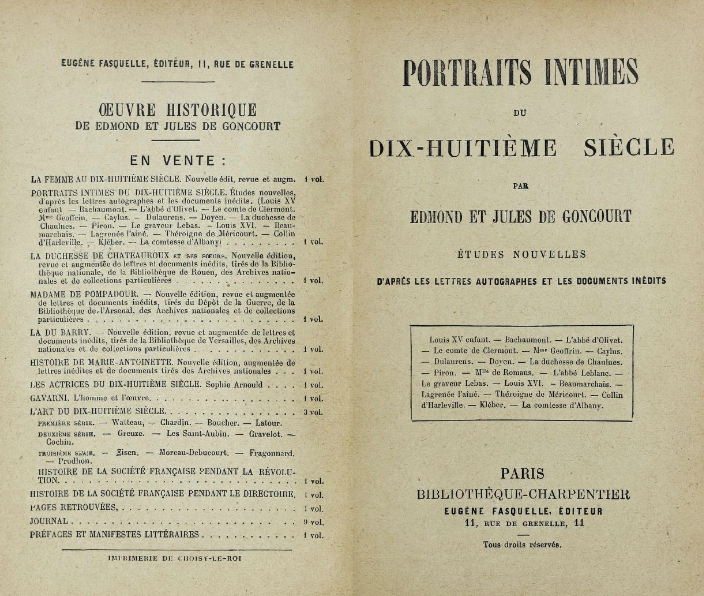 EUGÈNE FASQUELLE, ÉDITEUR, 11, RUE DE GRENELLE
ŒUVRE HISTORIQUE
DE EDMOND ET JULES DE GONCOURT
EN VENTE :
LA FEMME AU DIX-HUITIÈME SIÈCLE. Nouvelle édit, revue et augm. 1 vol.
PORTRAITS INTIMES DU DIX-HUITIÈME SIÈCLE. Études nouvelles,
d'après les lettres autographes et les documents inédits. (Louis XV
enfant — Bachaumont. — L'abbé d'Olivet. — Le comte de Clermont.
Mme Geoffrin. — Caylus. — Dulaurens. — Doyen. — La duchesse de
Chaulnes. — Piron. — Le graveur Lebas. — Louis XVI. — Beau-
marchais. — Lagrenée l'aîné. — Théroigne de Méricourt. — Collin
d'Harleville. — Kléber. — La comtesse d'Albany) . . . . . . . . . 1 vol.
LA DUCHESSE DE CHATEAUROUX ET SES SŒURS. Nouvelle édition,
revue et augmentée de lettres et documents inédits, tirés de la Biblio-
thèque nationale, de la Bibliothèque de Rouen, des Archives natio-
nales et de collections particulières . . . . . . . . . . . . . 1 vol.
MADAME DE POMPADOUR. — Nouvelle édition, revue et augmentée
de lettres et documents inédits, tirés du Dépôt de la Guerre, de la
Bibliothèque de l'Arsenal, des Archives nationales et de collections
particulières . . . . . . . . . . . . . . . . . . . . . . . 1 vol.
LA DU BARRY. — Nouvelle édition, revue et augmentée de lettres et
documents inédits, tirés de la Bibliothèque de Versailles, des Archives
nationales et de collections particulières . . . . . . . . . . . 1 vol.
HISTOIRE DE MARIE-ANTOINETTE. Nouvelle édition, augmentée de
lettres inédites et de documents inédits tirés des Archives nationales . . 1 vol.
LES ACTRICES DU DIX-HUITIÈME SIÈCLE. Sophie Arnould . . . . . 1 vol.
GAVARNI. L'homme et l'œuvre. . . . . . . . . . . . . . . . . 1 vol.
L'ART DU DIX-HUITIÈME SIÈCLE. . . . . . . . . . . . . . . . . 3 vol.
PREMIÈRE SÉRIE. — Watteau, — Chardin. — Boucher. — Latour.
DEUXIÈME SÉRIE. — Greuze. — Les Saint-Aubin. — Gravelot. —
Cochin.
TROISIÈME SÉRIE. — Eisen. — Moreau-Debucourt. — Fragonnard.
— Prudhon.
HISTOIRE DE LA SOCIÉTÉ FRANÇAISE PENDANT LA RÉVOLU-
TION. . . . . . . . . . . . . . . . . . . . . . . . . . . . 1 vol.
HISTOIRE DE LA SOCIÉTÉ FRANÇAISE PENDANT LE DIRECTOIRE. 1 vol.
PAGES RETROUVÉES, . . . . . . . . . . . . . . . . . . . . . 1 vol.
JOURNAL . . . . . . . . . . . . . . . . . . . . . . . . . . 9 vol.
PRÉFACES ET MANIFESTES LITTÉRAIRES . . . . . . . . . . . . 1 vol.
IMPRIMERIE DE CHOISY-LE-ROI
PORTRAITS INTIMES
DU
DIX-HUITIÈME SIÈCLE
PAR
EDMOND ET JULES DE GONCOURT
ÉTUDES NOUVELLES
D'APRÈS LES LETTRES AUTOGRAPHES ET LES DOCUMENTS INÉDITS
Louis XV enfant. — Bachaumont. — L'abbé d'Olivet.
— Le comte de Clermont. — Mme Geoffrin. — Caylus.
— Dulaurens. — Doyen. — La duchesse de Chaulnes.
— Piron. — Mlle de Romans. — L'abbé Leblanc. —
Le graveur Lebas. — Louis XVI. — Beaumarchais. —
Lagrenée l'aîné. — Théroigne de Méricourt. — Collin
d'Harleville. — Kléber. — La comtesse d'Albany.
PARIS
BIBLIOTHÈQUE-CHARPENTIER
EUGÈNE FASQUELLE, ÉDITEUR
11, RUE DE GRENELLE, 11
Tous droits réservés.